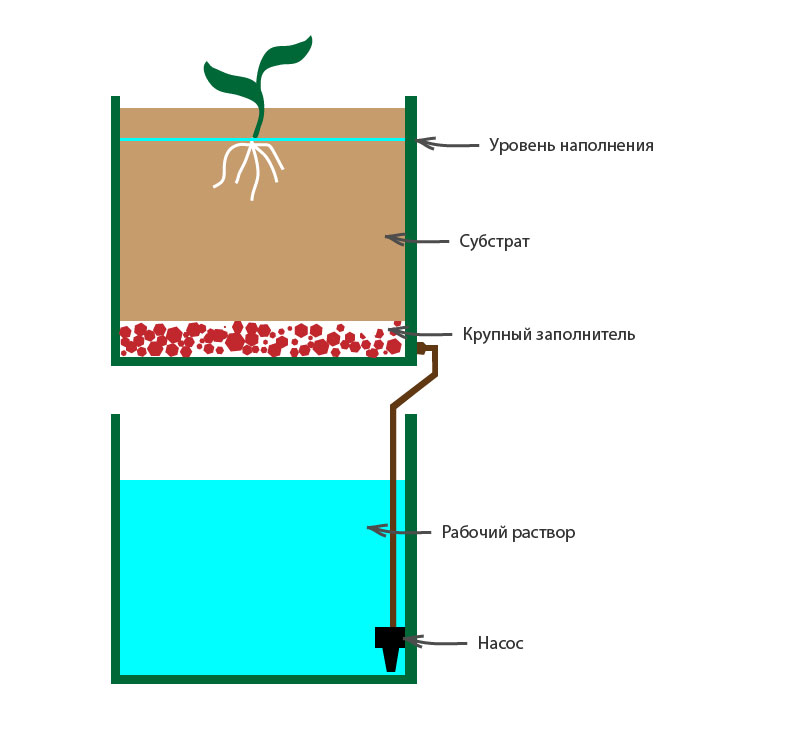 Уровень наполнения
Субстрат
Крупный заполнитель
Рабочий раствор
Насос